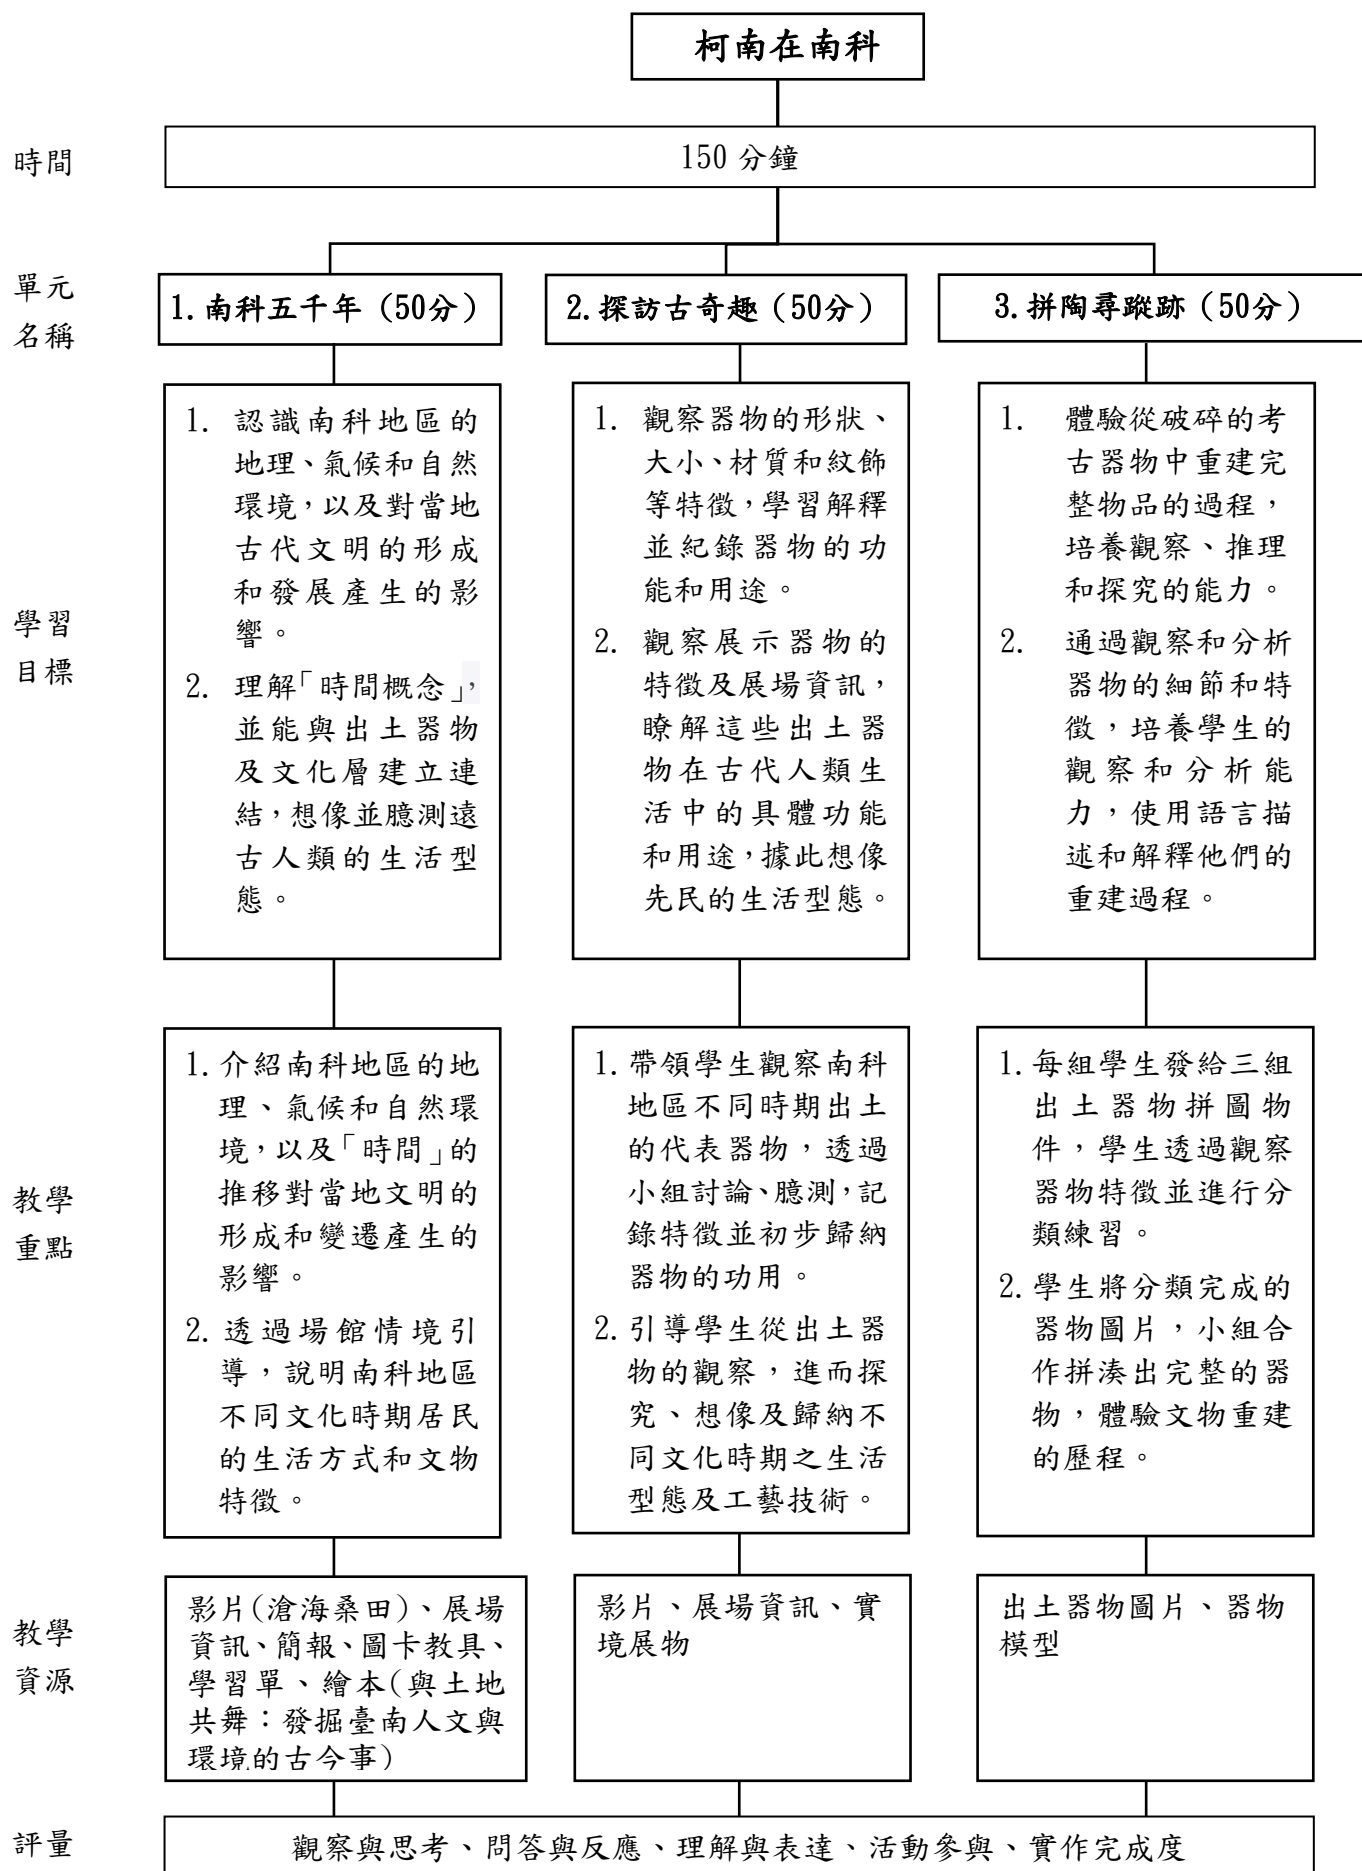 柯南在南科
時間
150 分鐘
單元
名稱
1.南科五千年（50分）
2.探訪古奇趣（50分）
3.拼陶尋蹤跡（50分）
學習
目標
1. 認識南科地區的
地理、氣候和自然
環境，以及對當地
古代文明的形成
和發展產生的影
響。
2. 理解「時間概念」，
並能與出土器物
及文化層建立連
結，想像並臆測遠
古人類的生活型
態。
1. 觀察器物的形狀、
大小、材質和紋飾
等特徵，學習解釋
並紀錄器物的功
能和用途。
2. 觀察展示器物的
特徵及展場資訊，
瞭解這些出土器
物在古代人類生
活中的具體功能
和用途，據此想像
先民的生活型態。
1. 體驗從破碎的考
古器物中重建完
整物品的過程，
培養觀察、推理
和探究的能力。
2. 通過觀察和分析
器物的細節和特
徵，培養學生的
觀察和分析能
力，使用語言描
述和解釋他們的
重建過程。
教學
重點
1. 介紹南科地區的地
理、氣候和自然環
境，以及「時間」的
推移對當地文明的
形成和變遷產生的
影響。
2. 透過場館情境引
導，說明南科地區
不同文化時期居民
的生活方式和文物
特徵。
1. 帶領學生觀察南科
地區不同時期出土
的代表器物，透過
小組討論、臆測，記
錄特徵並初步歸納
器物的功用。
2. 引導學生從出土器
物的觀察，進而探
究、想像及歸納不
同文化時期之生活
型態及工藝技術。
1. 每組學生發給三組
出土器物拼圖物
件，學生透過觀察
器物特徵並進行分
類練習。
2. 學生將分類完成的
器物圖片，小組合
作拼湊出完整的器
物，體驗文物重建
的歷程。
教學
資源
影片(滄海桑田)、展場
資訊、簡報、圖卡教具、
學習單、繪本(與土地
共舞：發掘臺南人文與
環境的古今事)
影片、展場資訊、實
境展物
出土器物圖片、器物
模型
評量
觀察與思考、問答與反應、理解與表達、活動參與、實作完成度